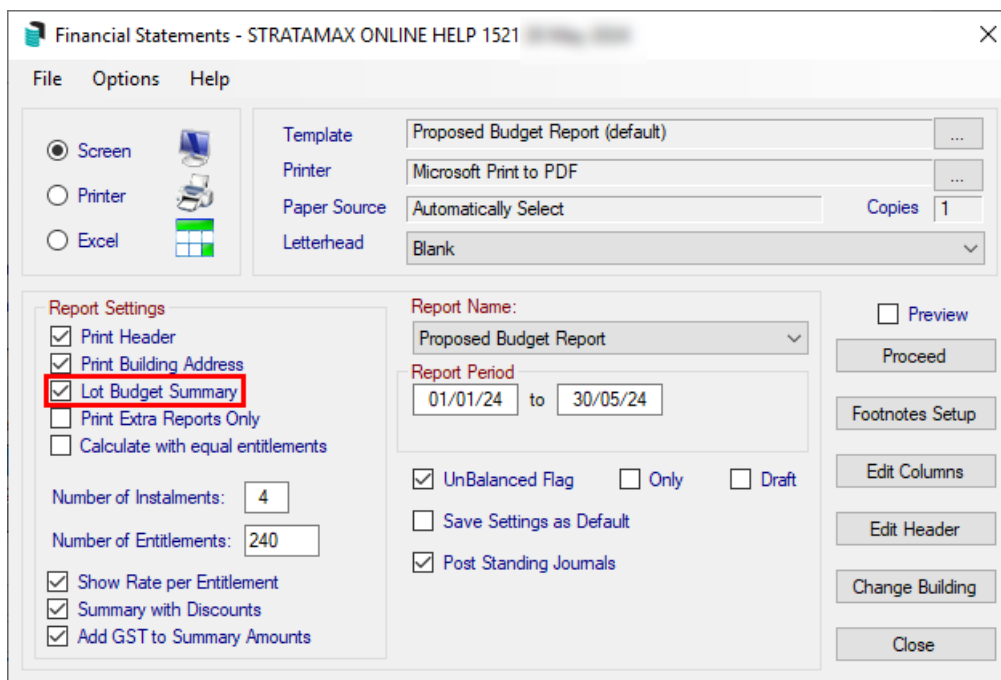 Financial Statements - STRATAMAX ONLINE HELP 1521
File Options Help
Screen
Printer
Excel
Template Proposed Budget Report (default) ...
Printer Microsoft Print to PDF ...
Paper Source Automatically Select Copies 1
Letterhead Blank
Report Settings
Print Header
Print Building Address
Lot Budget Summary
Print Extra Reports Only
Calculate with equal entitlements
Number of Instalments: 4
Number of Entitlements: 240
Show Rate per Entitlement
Summary with Discounts
Add GST to Summary Amounts
Report Name:
Proposed Budget Report
Report Period
01/01/24 to 30/05/24
UnBalanced Flag Only Draft
Save Settings as Default
Post Standing Journals
Preview
Proceed
Footnotes Setup
Edit Columns
Edit Header
Change Building
Close